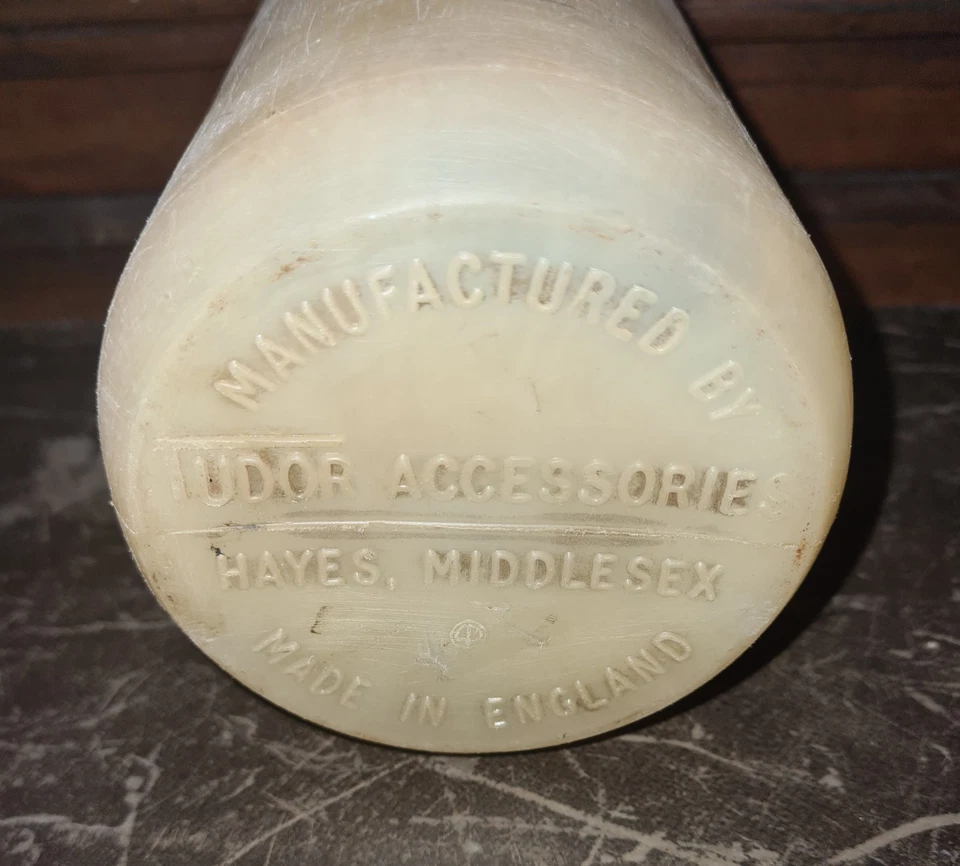 MANUFACTURED BY
TUDOR ACCESSORIES
HAYES, MIDDLESEX
MADE IN ENGLAND